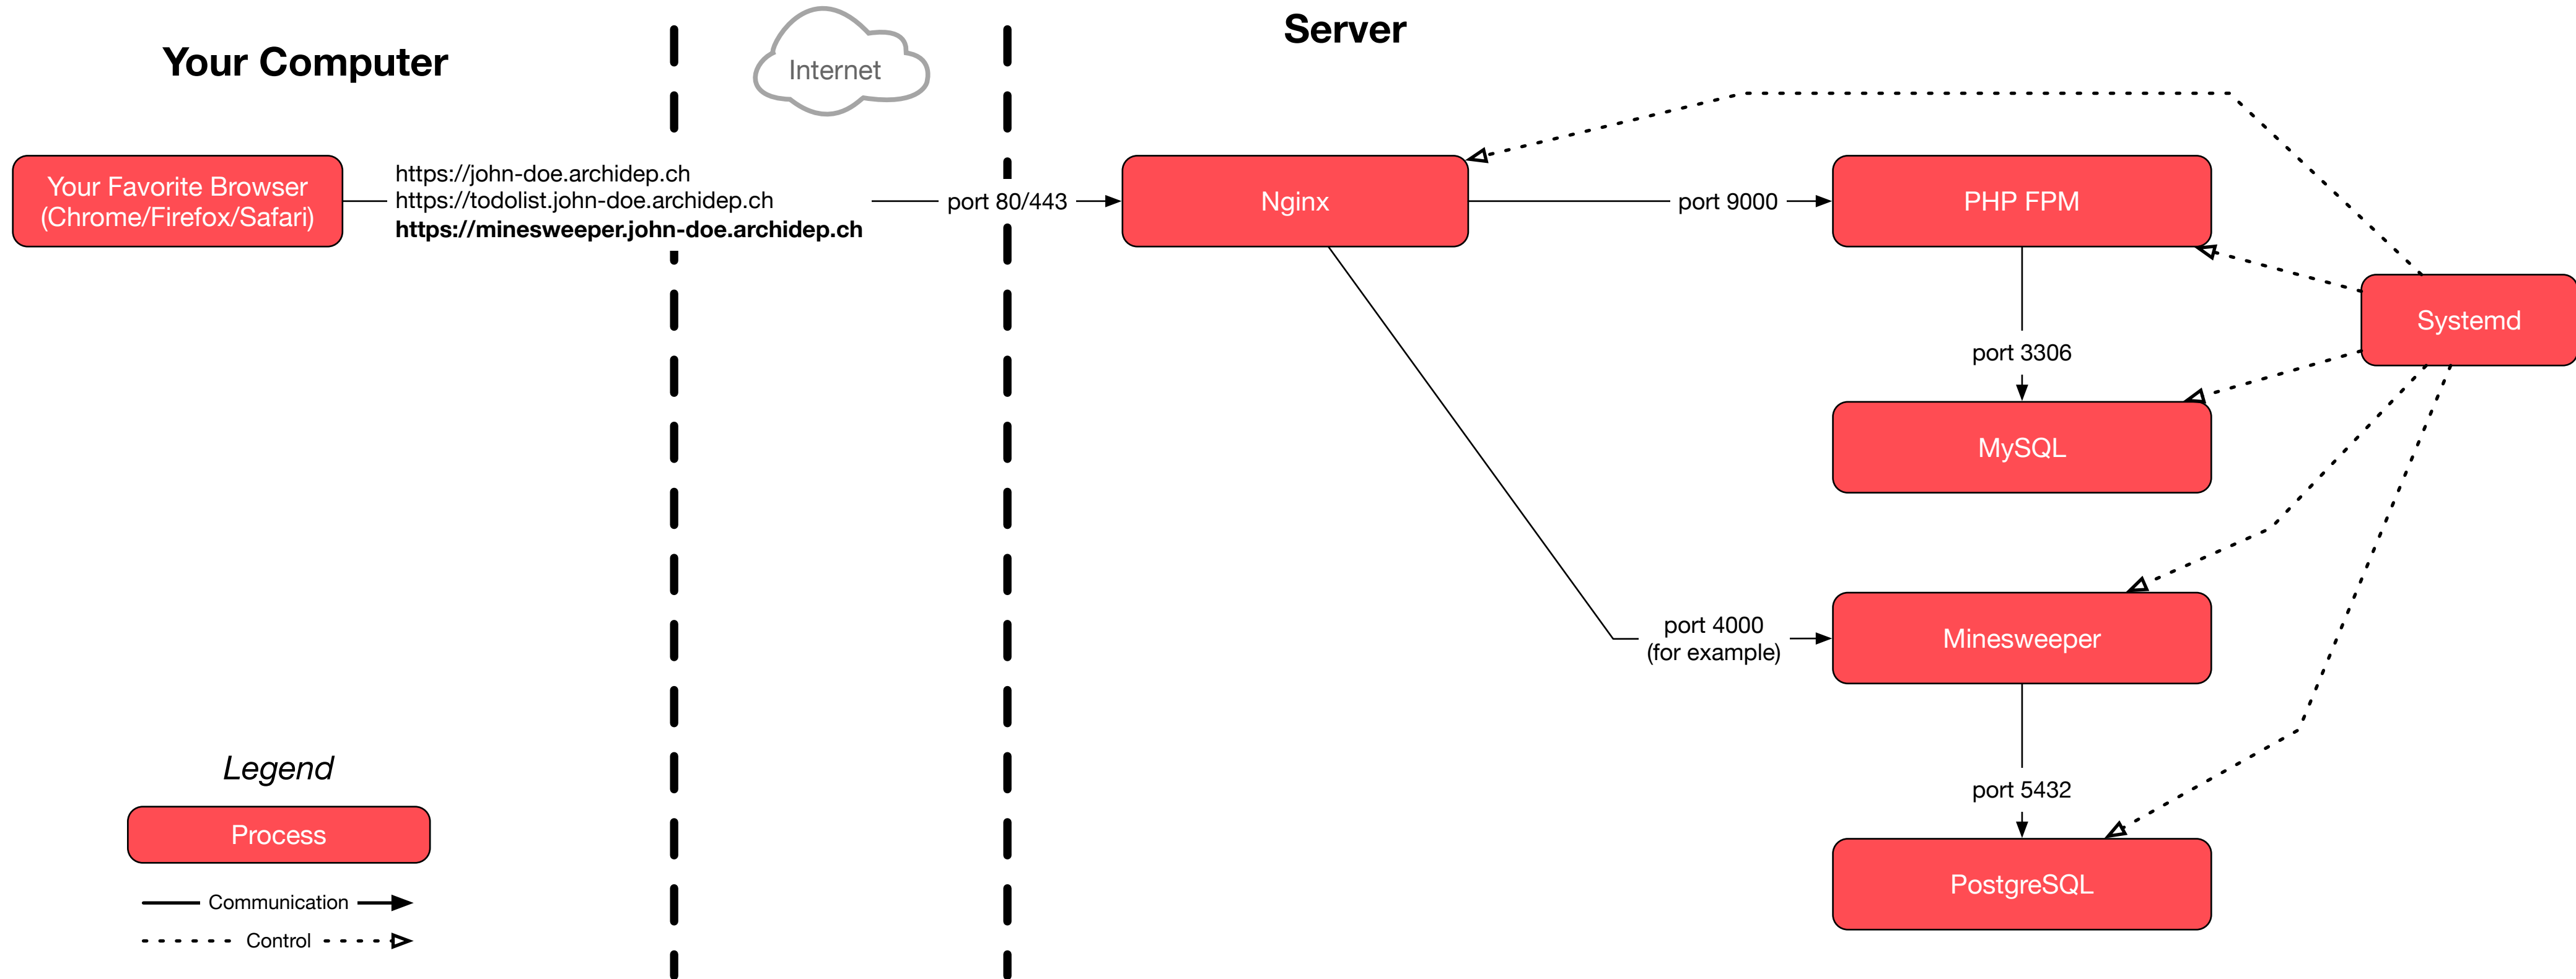 Your Computer
Internet
Server
Your Favorite Browser
(Chrome/Firefox/Safari)
https://john-doe.archidep.ch
https://todolist.john-doe.archidep.ch
https://minesweeper.john-doe.archidep.ch
port 80/443
Nginx
port 9000
PHP FPM
Systemd
port 3306
MySQL
port 4000
(for example)
Minesweeper
port 5432
PostgreSQL
Legend
Process
Communication
Control